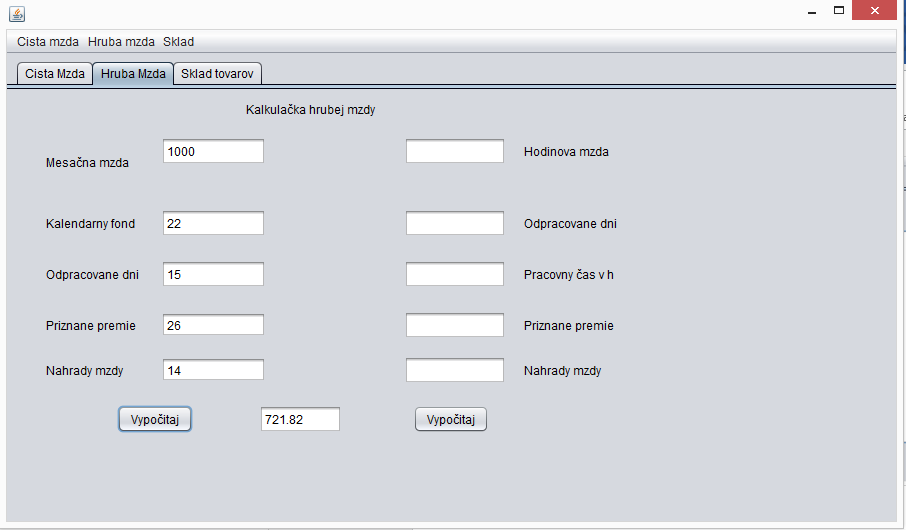 Cista mzda Hruba mzda Sklad
Cista Mzda Hruba Mzda Sklad tovarov
Kalkulačka hrubej mzdy
Mesačna mzda 1000 Hodinova mzda
Kalendarny fond 22 Odpracovane dni
Odpracovane dni 15 Pracovny čas v h
Priznane premie 26 Priznane premie
Nahrady mzdy 14 Nahrady mzdy
Vypočitaj 721.82 Vypočitaj